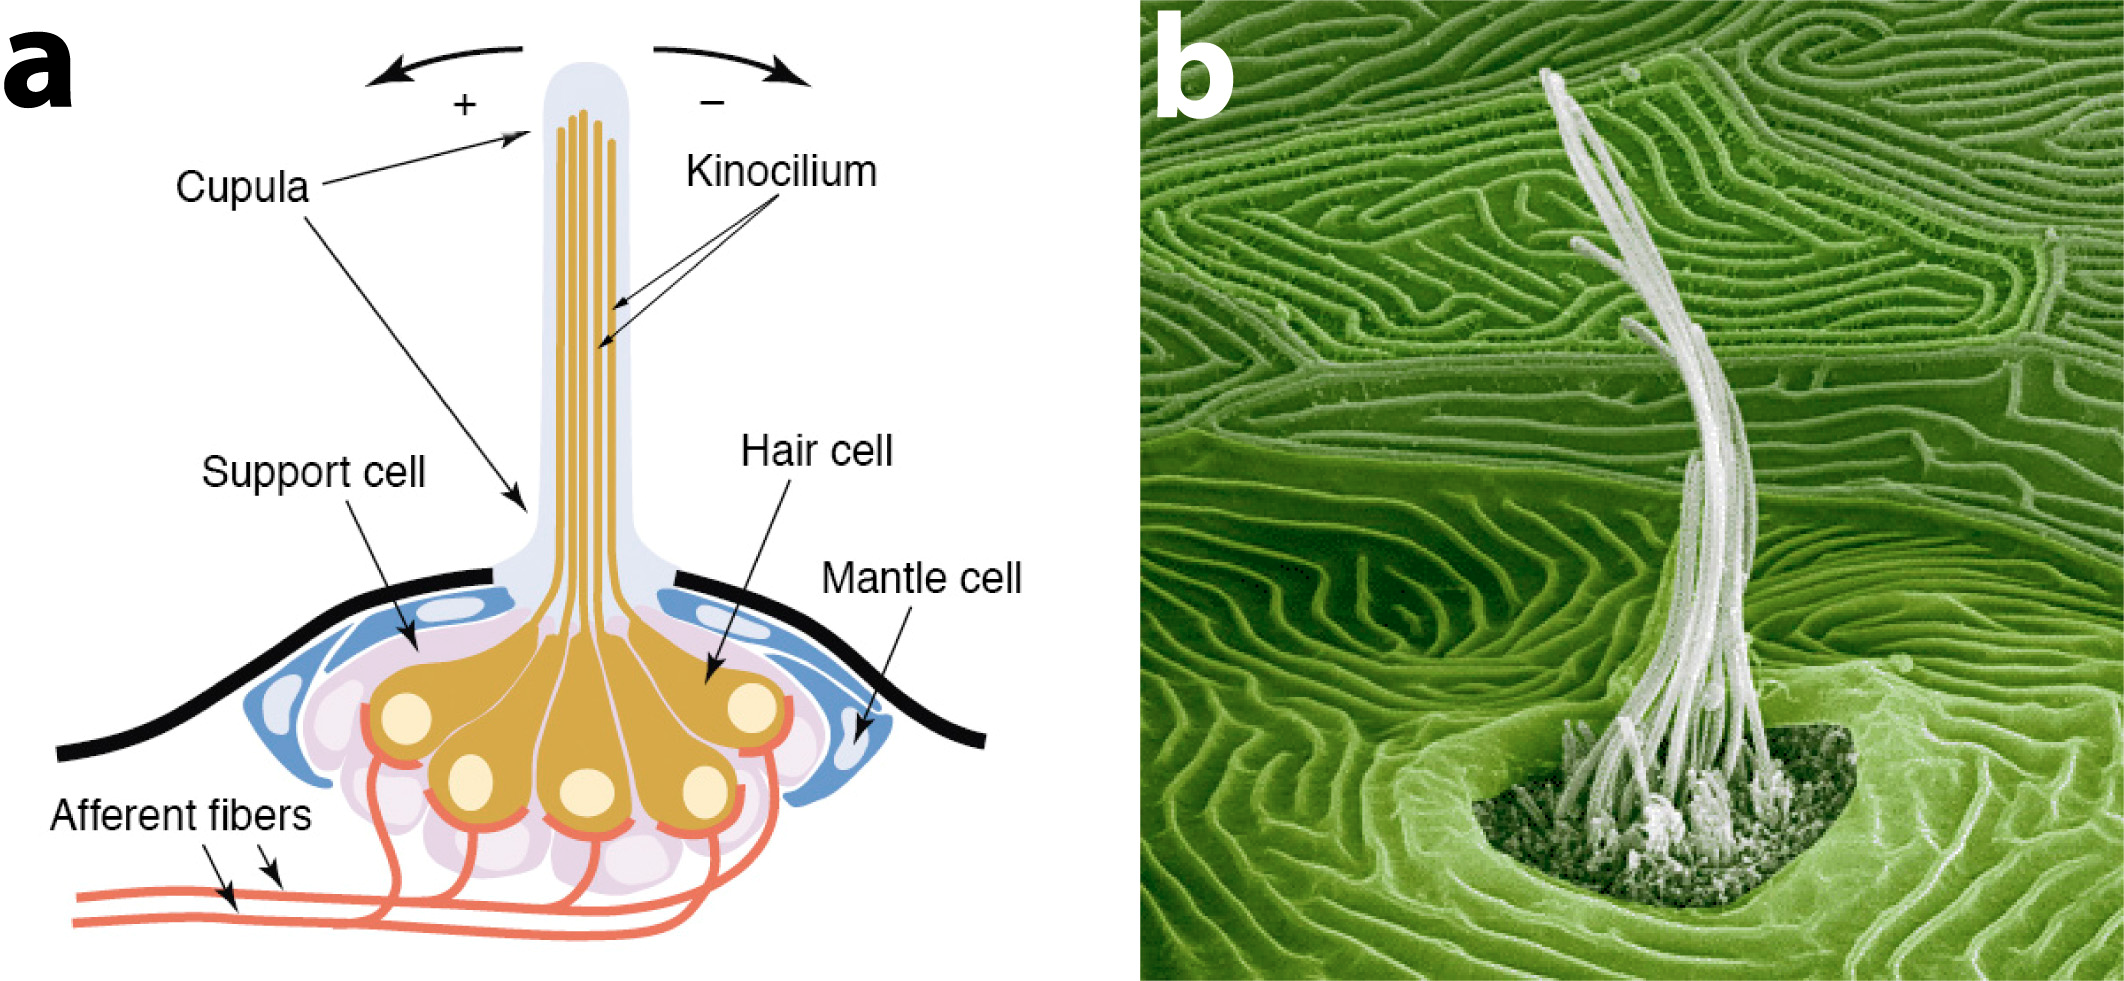 a
b
+
−
Cupula
Kinocilium
Support cell
Hair cell
Mantle cell
Afferent fibers